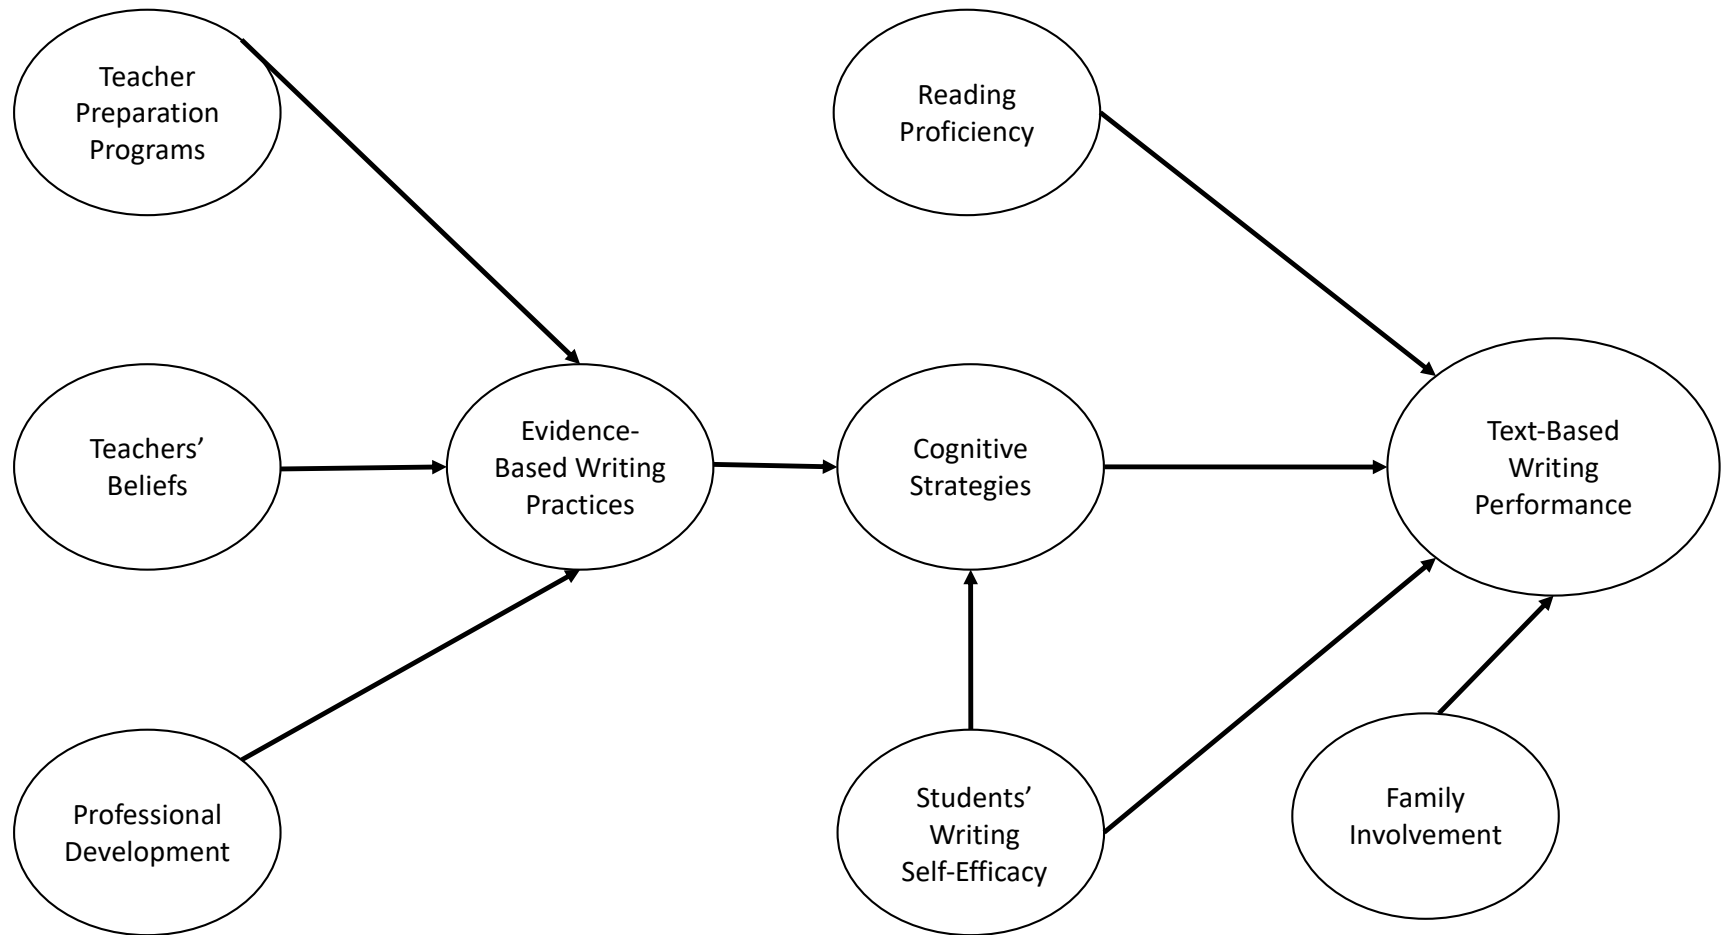 Teacher
Preparation
Programs
Reading
Proficiency
Teachers’
Beliefs
Evidence-
Based Writing
Practices
Cognitive
Strategies
Text-Based
Writing
Performance
Professional
Development
Students’
Writing
Self-Efficacy
Family
Involvement